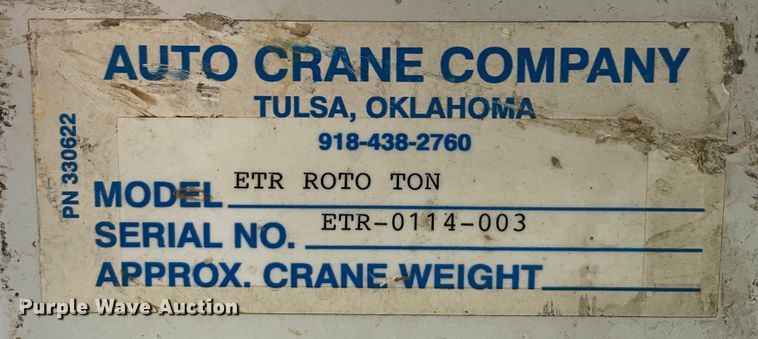 AUTO CRANE COMPANY
TULSA, OKLAHOMA
918-438-2760
PN 330622
MODEL ETR ROTO TON
SERIAL NO. ETR-0114-003
APPROX. CRANE WEIGHT
Purple Wave Auction